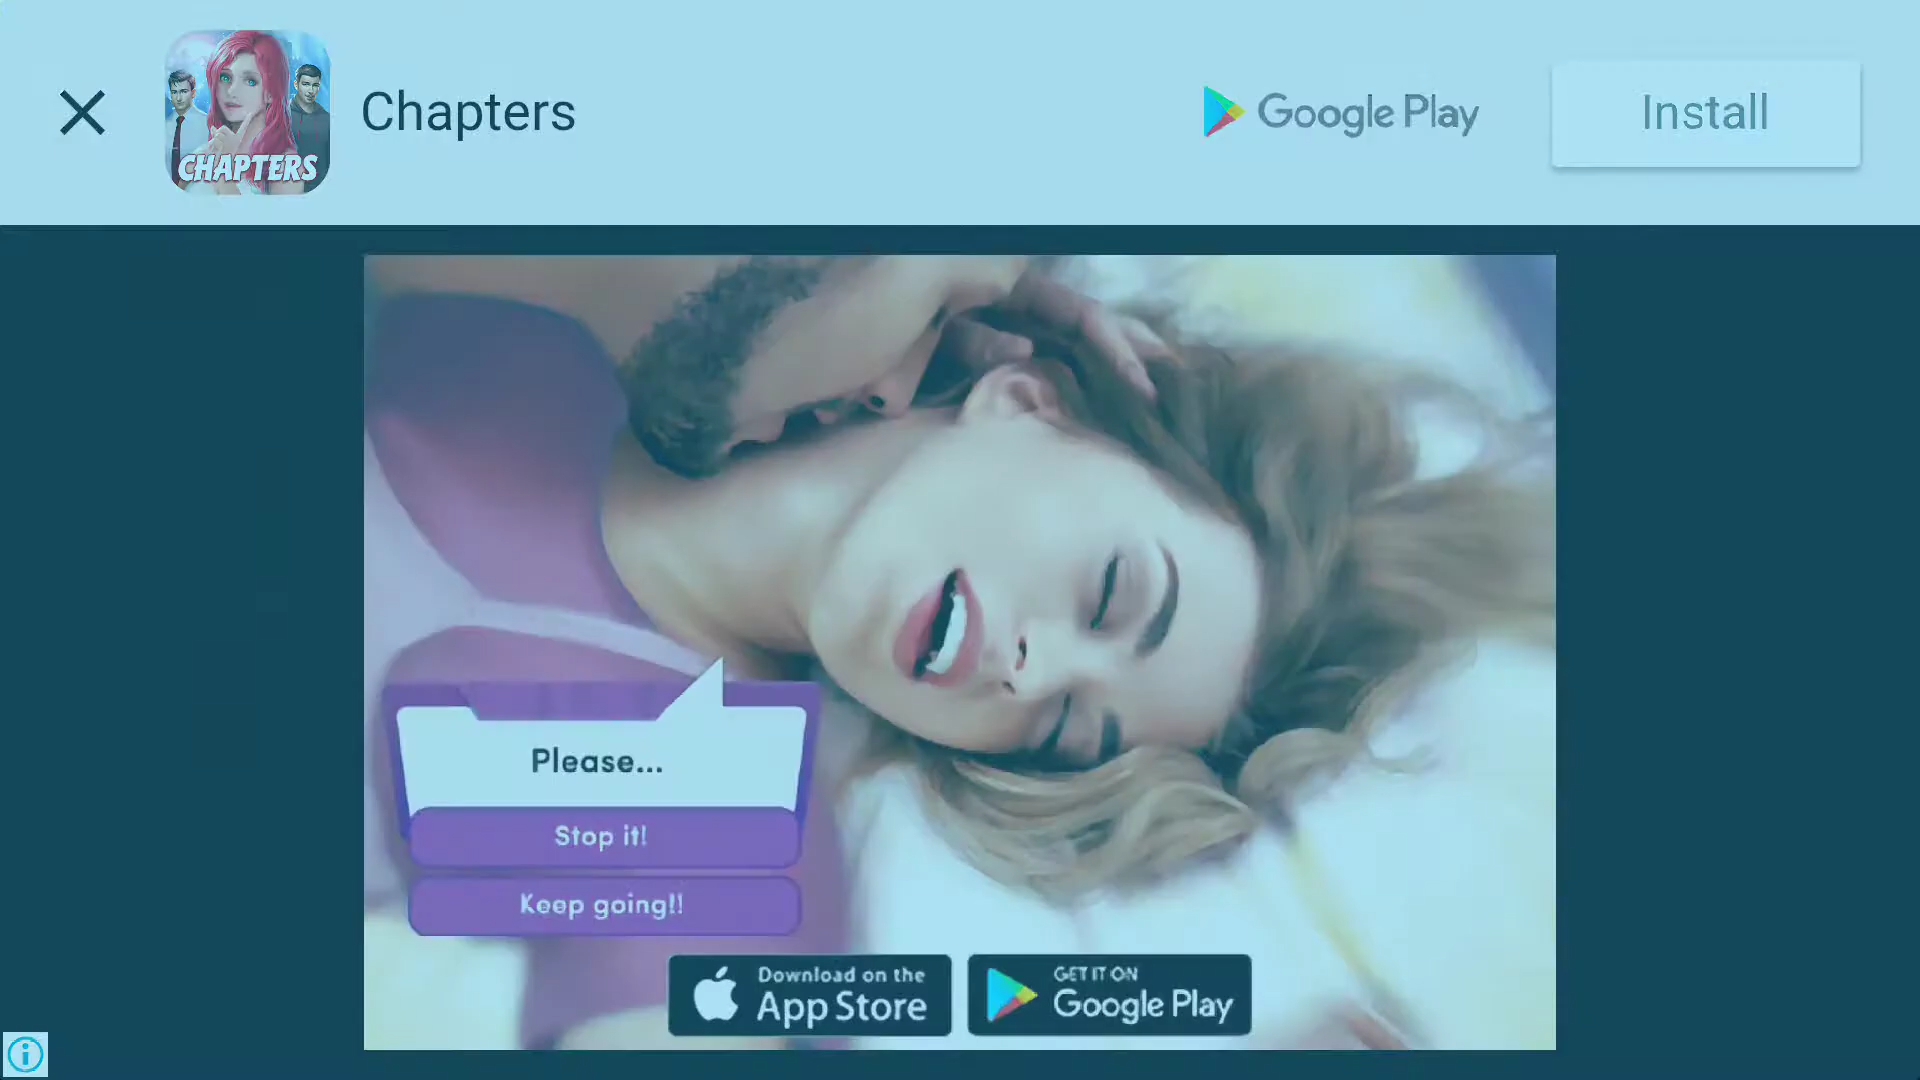 Chapters
CHAPTERS
Google Play
Install
Please...
Stop it!
Keep going!!
Download on the
App Store
GET IT ON
Google Play